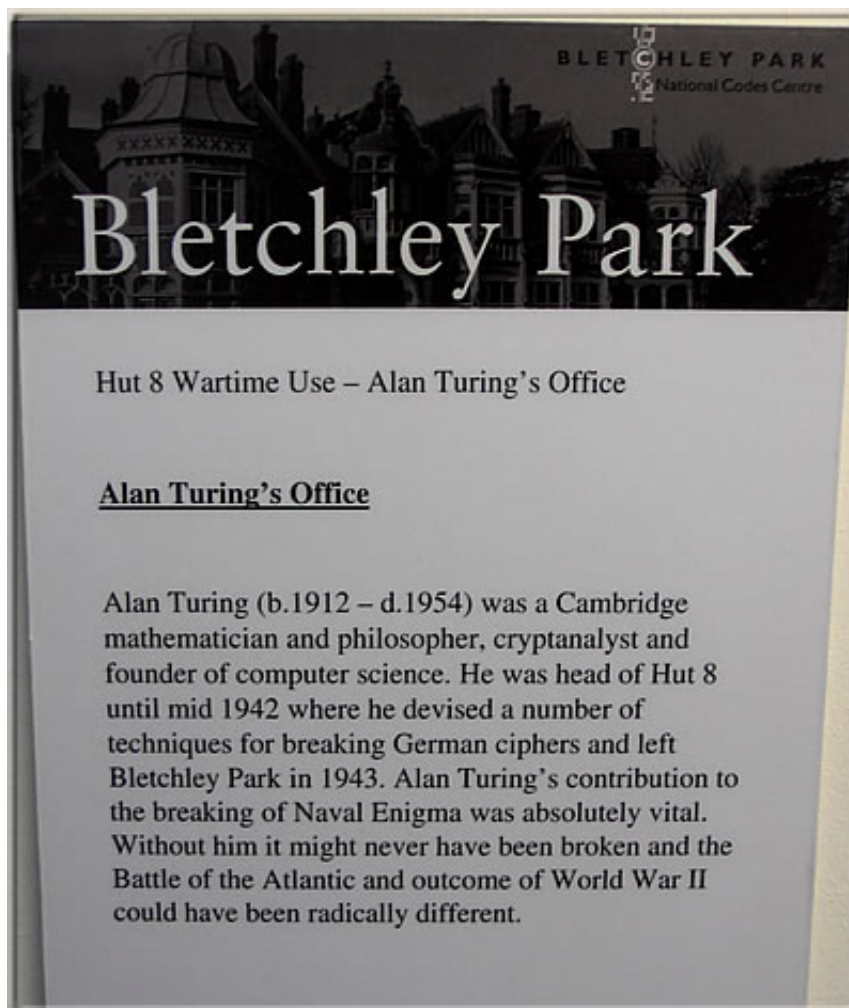 BLETCHLEY PARK
National Codes Centre
Bletchley Park
Hut 8 Wartime Use – Alan Turing's Office
Alan Turing's Office
Alan Turing (b.1912 – d.1954) was a Cambridge
mathematician and philosopher, cryptanalyst and
founder of computer science. He was head of Hut 8
until mid 1942 where he devised a number of
techniques for breaking German ciphers and left
Bletchley Park in 1943. Alan Turing's contribution to
the breaking of Naval Enigma was absolutely vital.
Without him it might never have been broken and the
Battle of the Atlantic and outcome of World War II
could have been radically different.